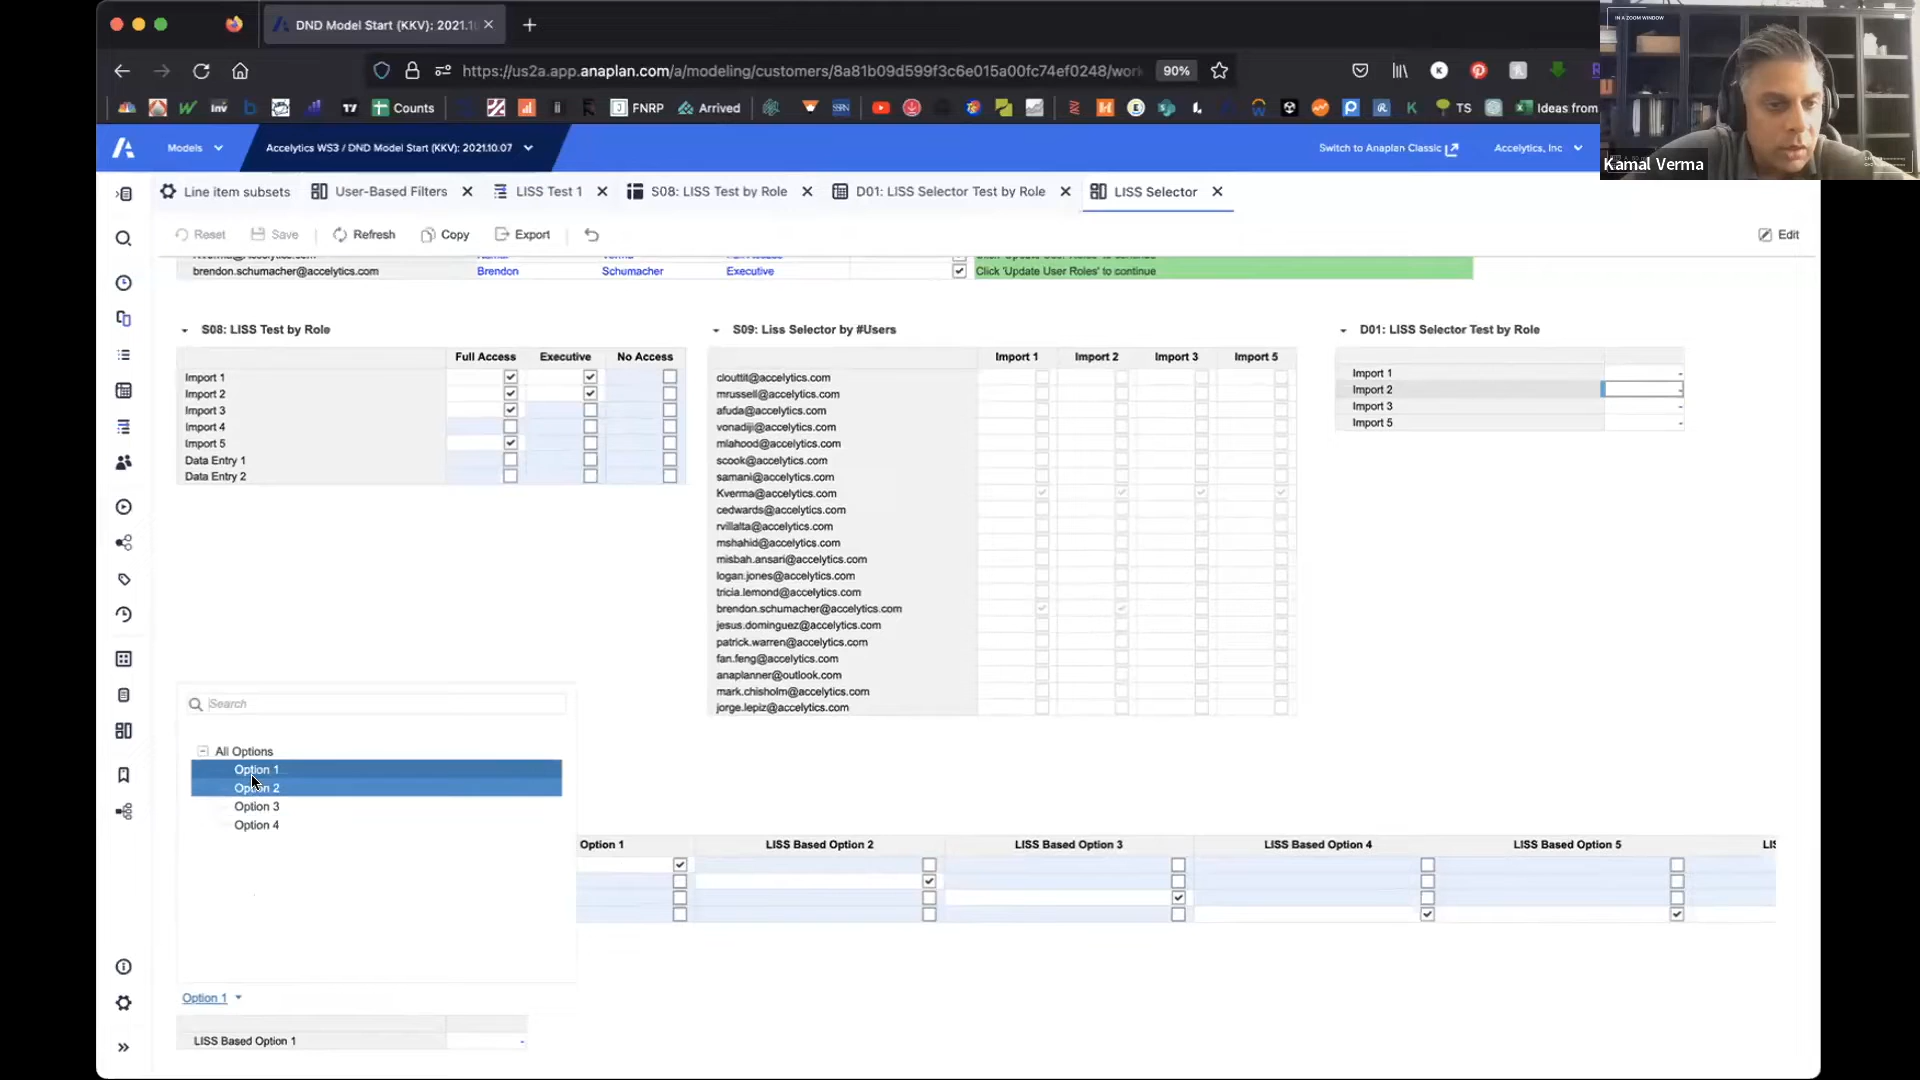 DND Model Start (KKV): 2021.1
https://us2a.app.anaplan.com/a/modeling/customers/8a81b09d599f3c6e015a00fc74ef0248/work
90%
Inv
Counts
FNRP
Arrived
TS
Ideas from
IN A ZOOM WINDOW
Kamal Verma
Models
Accelytics WS3 / DND Model Start (KKV): 2021.10.07
Switch to Anaplan Classic
Accelytics, Inc
Line item subsets
User-Based Filters
LISS Test 1
S08: LISS Test by Role
D01: LISS Selector Test by Role
LISS Selector
Reset
Save
Refresh
Copy
Export
Edit
brendon.schumacher@accelytics.com Brendon Schumacher Executive Click 'Update User Roles' to continue
S08: LISS Test by Role
Full Access Executive No Access
Import 1
Import 2
Import 3
Import 4
Import 5
Data Entry 1
Data Entry 2
S09: Liss Selector by #Users
Import 1 Import 2 Import 3 Import 5
clouttit@accelytics.com
mrussell@accelytics.com
afuda@accelytics.com
vonadiji@accelytics.com
mlahood@accelytics.com
scook@accelytics.com
samani@accelytics.com
Kverma@accelytics.com
cedwards@accelytics.com
rvillalta@accelytics.com
mshahid@accelytics.com
misbah.ansari@accelytics.com
logan.jones@accelytics.com
tricia.lemond@accelytics.com
brendon.schumacher@accelytics.com
jesus.dominguez@accelytics.com
patrick.warren@accelytics.com
fan.feng@accelytics.com
anaplanner@outlook.com
mark.chisholm@accelytics.com
jorge.lepiz@accelytics.com
D01: LISS Selector Test by Role
Import 1 -
Import 2 -
Import 3 -
Import 5 -
Search
All Options
Option 1
Option 2
Option 3
Option 4
Option 1 LISS Based Option 2 LISS Based Option 3 LISS Based Option 4 LISS Based Option 5 LIS
Option 1
LISS Based Option 1 -